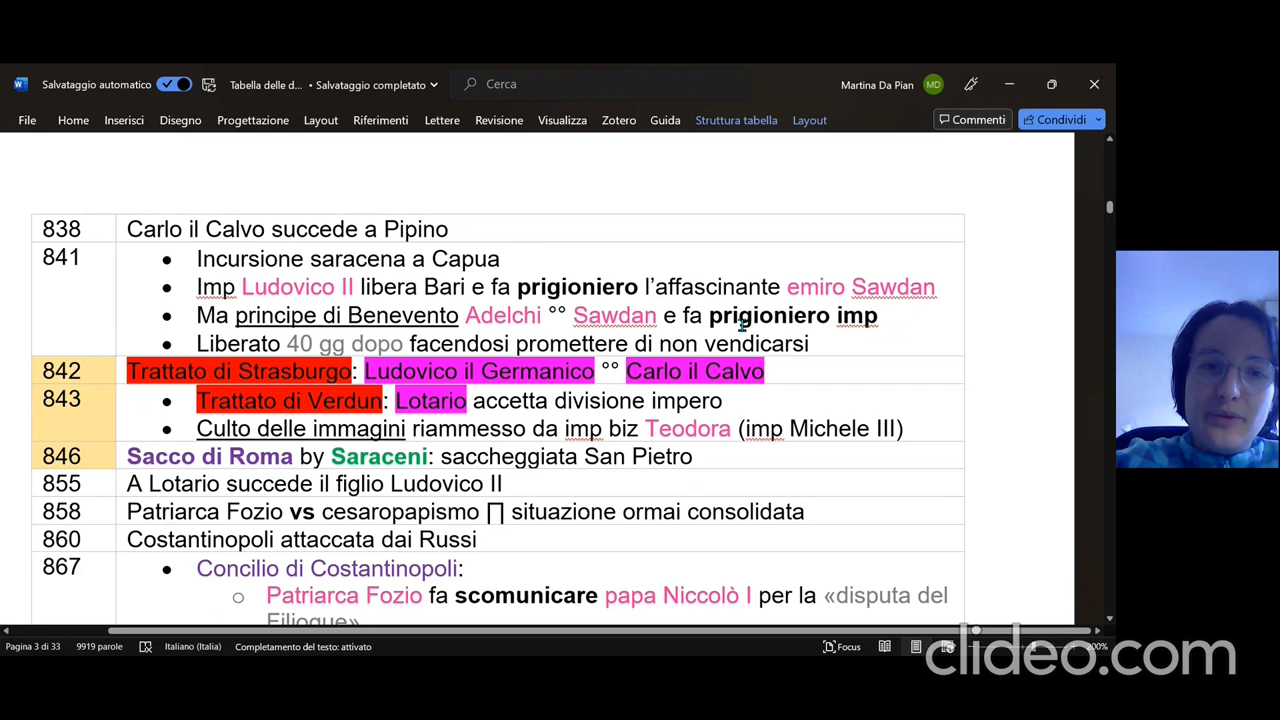 Salvataggio automatico
Tabella delle d... • Salvataggio completato
Cerca
Martina Da Pian
MD
File Home Inserisci Disegno Progettazione Layout Riferimenti Lettere Revisione Visualizza Zotero Guida Struttura tabella Layout
Commenti
Condividi
838 Carlo il Calvo succede a Pipino
841 • Incursione saracena a Capua
• Imp Ludovico II libera Bari e fa prigioniero l'affascinante emiro Sawdan
• Ma principe di Benevento Adelchi °° Sawdan e fa prigioniero imp
• Liberato 40 gg dopo facendosi promettere di non vendicarsi
842 Trattato di Strasburgo: Ludovico il Germanico °° Carlo il Calvo
843 • Trattato di Verdun: Lotario accetta divisione impero
• Culto delle immagini riammesso da imp biz Teodora (imp Michele III)
846 Sacco di Roma by Saraceni: saccheggiata San Pietro
855 A Lotario succede il figlio Ludovico II
858 Patriarca Fozio vs cesaropapismo ∏ situazione ormai consolidata
860 Costantinopoli attaccata dai Russi
867 • Concilio di Costantinopoli:
o Patriarca Fozio fa scomunicare papa Niccolò I per la «disputa del
Filioque»
Pagina 3 di 33 9919 parole Italiano (Italia) Completamento del testo: attivato
Focus
200%
clideo.com